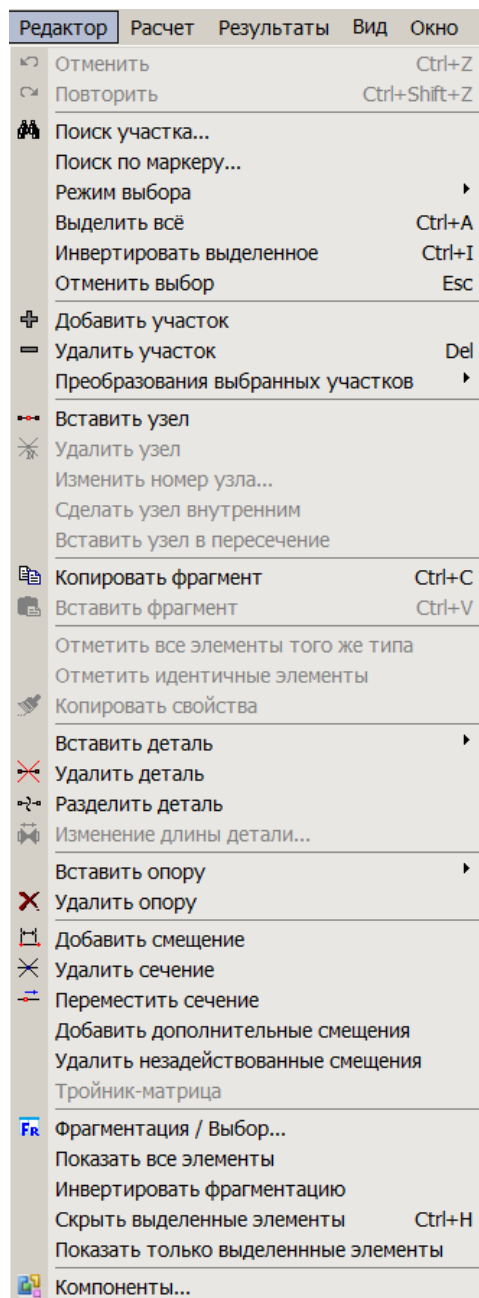 Редактор Расчет Результаты Вид Окно
Отменить Ctrl+Z
Повторить Ctrl+Shift+Z
Поиск участка...
Поиск по маркеру...
Режим выбора
Выделить всё Ctrl+A
Инвертировать выделенное Ctrl+I
Отменить выбор Esc
Добавить участок
Удалить участок Del
Преобразования выбранных участков
Вставить узел
Удалить узел
Изменить номер узла...
Сделать узел внутренним
Вставить узел в пересечение
Копировать фрагмент Ctrl+C
Вставить фрагмент Ctrl+V
Отметить все элементы того же типа
Отметить идентичные элементы
Копировать свойства
Вставить деталь
Удалить деталь
Разделить деталь
Изменение длины детали...
Вставить опору
Удалить опору
Добавить смещение
Удалить сечение
Переместить сечение
Добавить дополнительные смещения
Удалить незадействованные смещения
Тройник-матрица
FR Фрагментация / Выбор...
Показать все элементы
Инвертировать фрагментацию
Скрыть выделенные элементы Ctrl+H
Показать только выделеннные элементы
Компоненты...